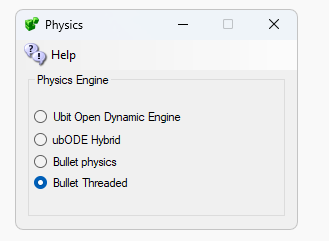 Physics
Help
Physics Engine
Ubit Open Dynamic Engine
ubODE Hybrid
Bullet physics
Bullet Threaded